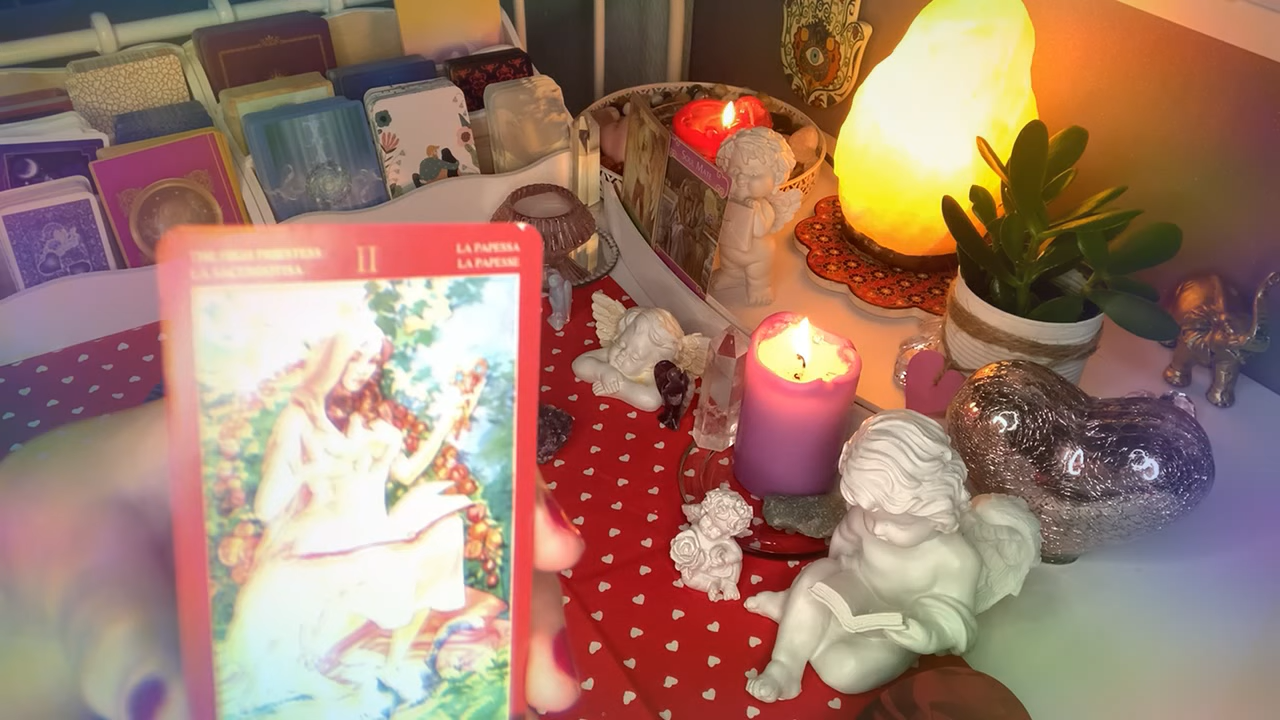 THE HIGH PRIESTESS
LA SACERDOTISA
II
LA PAPESSA
LA PAPESSE